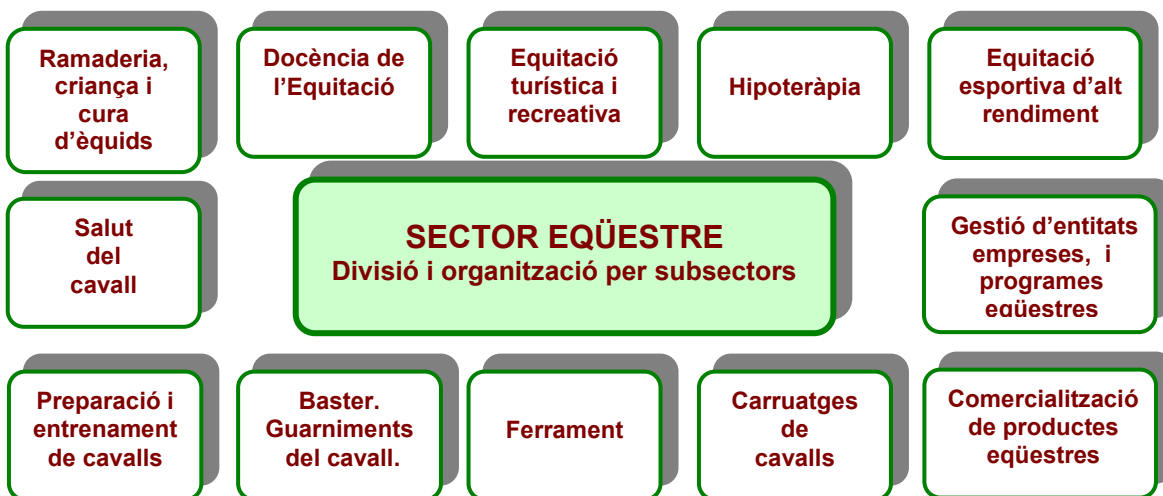 Ramaderia,
criança i
cura
d'èquids
Docència de
l'Equitació
Equitació
turística i
recreativa
Hipoteràpia
Equitació
esportiva d'alt
rendiment
Salut
del
cavall
SECTOR EQÜESTRE
Divisió i organització per subsectors
Gestió d'entitats
empreses, i
programes
eqüestres
Preparació i
entrenament
de cavalls
Baster.
Guarniments
del cavall.
Ferrament
Carruatges
de
cavalls
Comercialització
de productes
eqüestres